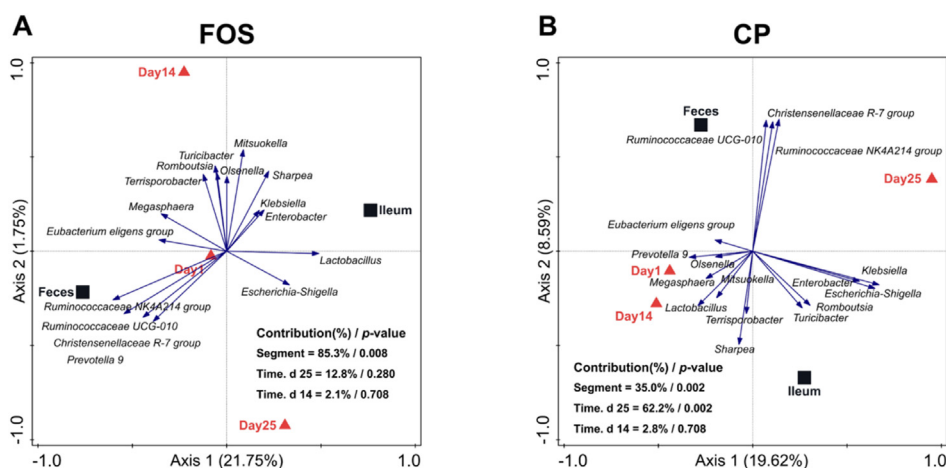 A
FOS
Axis 2 (1.75%)
1.0
-1.0
Day14
Mitsuokella
Turicibacter
Romboutsia
Olsenella
Terrisporobacter
Sharpea
Megasphaera
Klebsiella
Enterobacter
Ileum
Eubacterium eligens group
Lactobacillus
Day1
Escherichia-Shigella
Feces
Ruminococcaceae NK4A214 group
Ruminococcaceae UCG-010
Christensenellaceae R-7 group
Prevotella 9
Contribution(%) / p-value
Segment = 85.3% / 0.008
Time. d 25 = 12.8% / 0.280
Time. d 14 = 2.1% / 0.708
Day25
-1.0
Axis 1 (21.75%)
1.0
B
CP
Axis 2 (8.59%)
1.0
-1.0
Feces
Christensenellaceae R-7 group
Ruminococcaceae UCG-010
Ruminococcaceae NK4A214 group
Day25
Eubacterium eligens group
Prevotella 9
Olsenella
Day1
Megasphaera
Mitsuokella
Klebsiella
Enterobacter
Escherichia-Shigella
Day14
Lactobacillus
Romboutsia
Terrisporobacter
Turicibacter
Sharpea
Contribution(%) / p-value
Segment = 35.0% / 0.002
Time. d 25 = 62.2% / 0.002
Time. d 14 = 2.8% / 0.708
Ileum
-1.0
Axis 1 (19.62%)
1.0